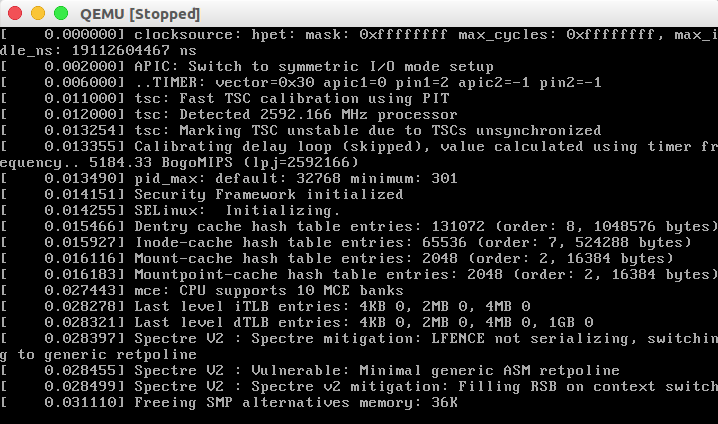 QEMU [Stopped]
[    0.000000] clocksource: hpet: mask: 0xffffffff max_cycles: 0xffffffff, max_i
dle_ns: 19112604467 ns
[    0.002000] APIC: Switch to symmetric I/O mode setup
[    0.006000] ..TIMER: vector=0x30 apic1=0 pin1=2 apic2=-1 pin2=-1
[    0.011000] tsc: Fast TSC calibration using PIT
[    0.012000] tsc: Detected 2592.166 MHz processor
[    0.013254] tsc: Marking TSC unstable due to TSCs unsynchronized
[    0.013355] Calibrating delay loop (skipped), value calculated using timer fr
equency.. 5184.33 BogoMIPS (lpj=2592166)
[    0.013490] pid_max: default: 32768 minimum: 301
[    0.014151] Security Framework initialized
[    0.014255] SELinux:  Initializing.
[    0.015466] Dentry cache hash table entries: 131072 (order: 8, 1048576 bytes)
[    0.015927] Inode-cache hash table entries: 65536 (order: 7, 524288 bytes)
[    0.016116] Mount-cache hash table entries: 2048 (order: 2, 16384 bytes)
[    0.016183] Mountpoint-cache hash table entries: 2048 (order: 2, 16384 bytes)
[    0.027443] mce: CPU supports 10 MCE banks
[    0.028278] Last level iTLB entries: 4KB 0, 2MB 0, 4MB 0
[    0.028321] Last level dTLB entries: 4KB 0, 2MB 0, 4MB 0, 1GB 0
[    0.028397] Spectre V2 : Spectre mitigation: LFENCE not serializing, switchin
g to generic retpoline
[    0.028455] Spectre V2 : Vulnerable: Minimal generic ASM retpoline
[    0.028499] Spectre V2 : Spectre v2 mitigation: Filling RSB on context switch
[    0.031110] Freeing SMP alternatives memory: 36K